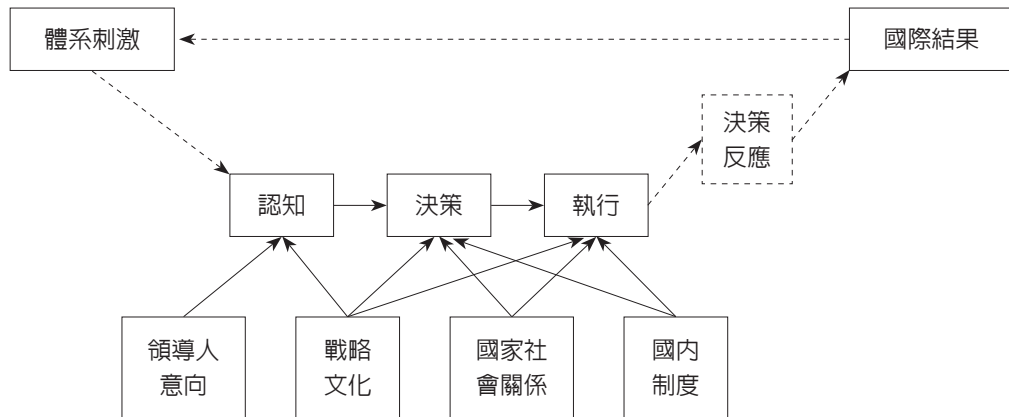 體系刺激
國際結果
決策
反應
認知
決策
執行
領導人
意向
戰略
文化
國家社
會關係
國內
制度